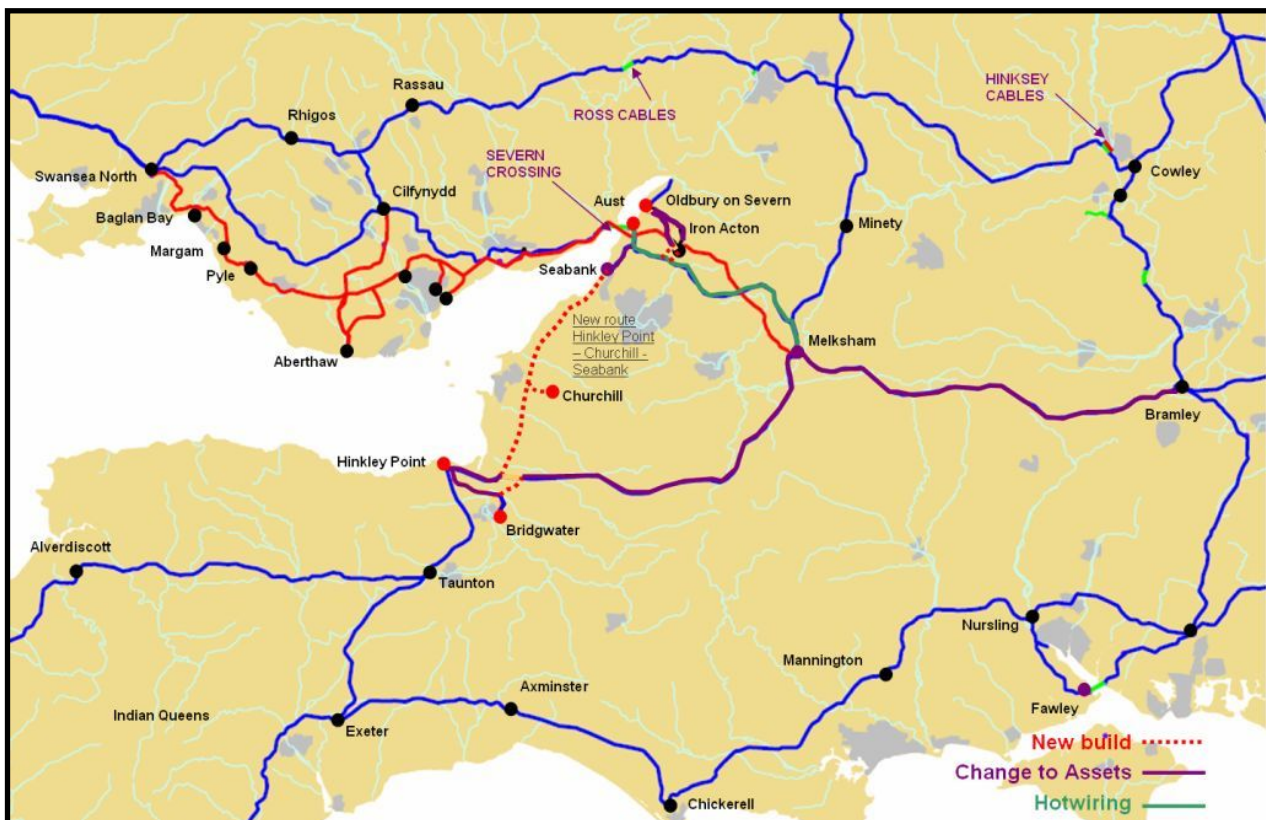 Rassau
ROSS CABLES
HINKSEY
CABLES
Rhigos
Swansea North
SEVERN
CROSSING
Cilfynydd
Cowley
Aust
Oldbury on Severn
Baglan Bay
Iron Acton
Minety
Margam
Pyle
Seabank
New route
Hinkley Point
– Churchill -
Seabank
Melksham
Aberthaw
Churchill
Bramley
Hinkley Point
Bridgwater
Alverdiscott
Taunton
Nursling
Mannington
Axminster
Indian Queens
Exeter
Fawley
New build
Change to Assets
Chickerell
Hotwiring